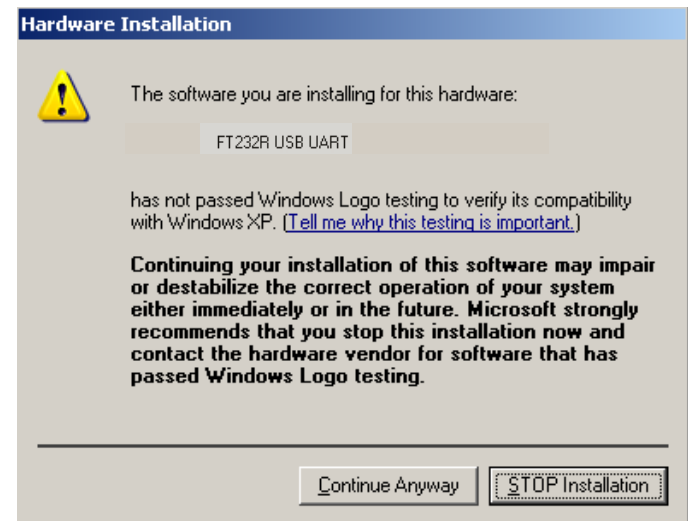 Hardware Installation
The software you are installing for this hardware:
FT232R USB UART
has not passed Windows Logo testing to verify its compatibility
with Windows XP. (Tell me why this testing is important.)
Continuing your installation of this software may impair
or destabilize the correct operation of your system
either immediately or in the future. Microsoft strongly
recommends that you stop this installation now and
contact the hardware vendor for software that has
passed Windows Logo testing.
Continue Anyway STOP Installation